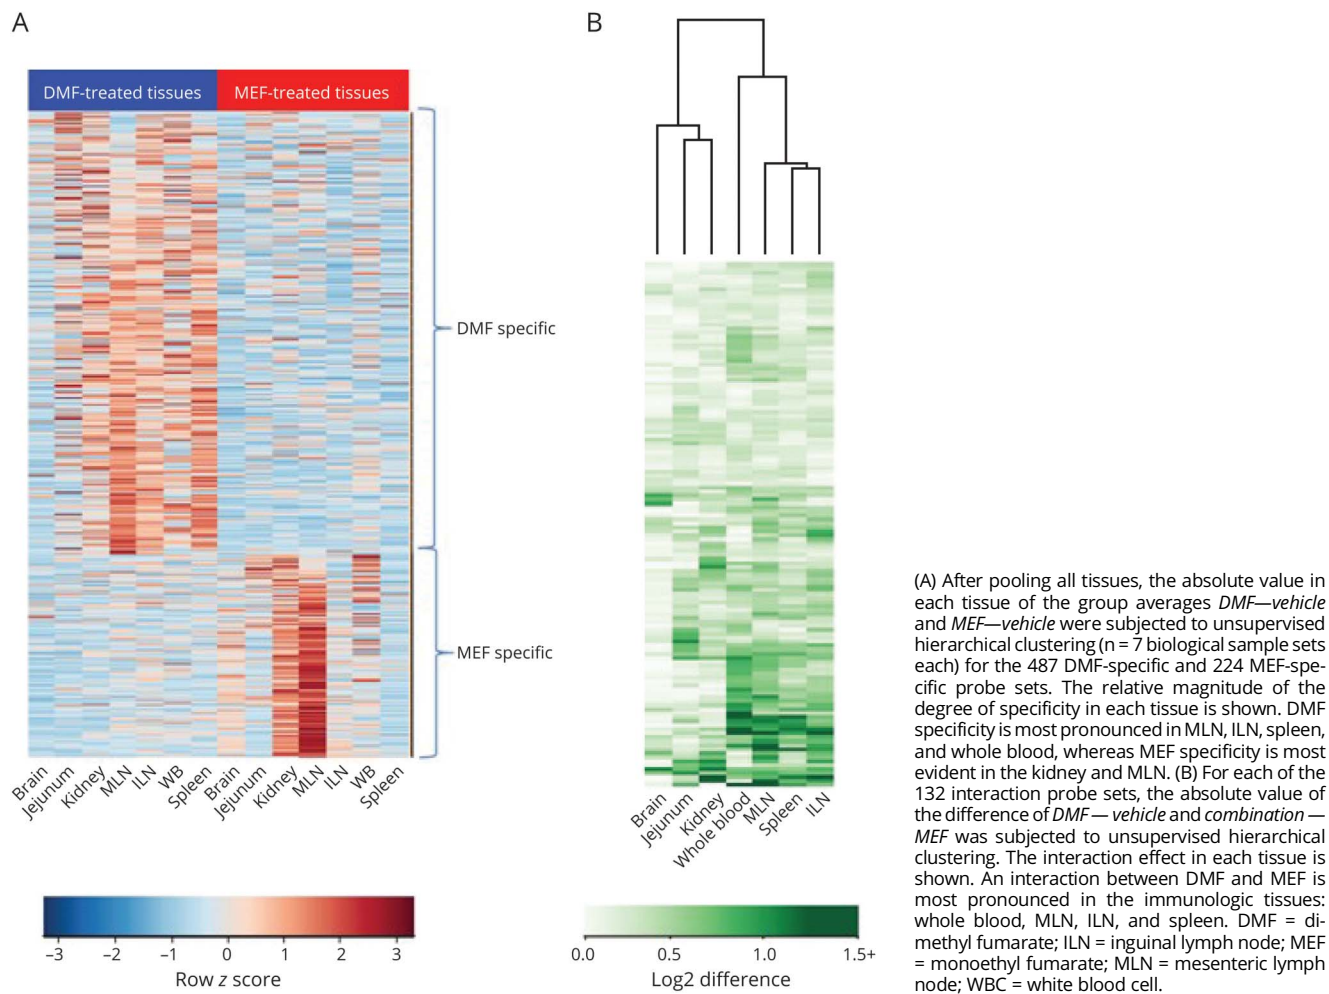 A
B
DMF-treated tissues
MEF-treated tissues
DMF specific
MEF specific
Brain
Jejunum
Kidney
MLN
ILN
WB
Spleen
Brain
Jejunum
Kidney
MLN
ILN
WB
Spleen
Brain
Jejunum
Kidney
Whole blood
MLN
Spleen
ILN
−3 −2 −1 0 1 2 3
Row z score
0.0 0.5 1.0 1.5+
Log2 difference
(A) After pooling all tissues, the absolute value in
each tissue of the group averages DMF—vehicle
and MEF—vehicle were subjected to unsupervised
hierarchical clustering (n = 7 biological sample sets
each) for the 487 DMF-specific and 224 MEF-spe-
cific probe sets. The relative magnitude of the
degree of specificity in each tissue is shown. DMF
specificity is most pronounced in MLN, ILN, spleen,
and whole blood, whereas MEF specificity is most
evident in the kidney and MLN. (B) For each of the
132 interaction probe sets, the absolute value of
the difference of DMF — vehicle and combination —
MEF was subjected to unsupervised hierarchical
clustering. The interaction effect in each tissue is
shown. An interaction between DMF and MEF is
most pronounced in the immunologic tissues:
whole blood, MLN, ILN, and spleen. DMF = di-
methyl fumarate; ILN = inguinal lymph node; MEF
= monoethyl fumarate; MLN = mesenteric lymph
node; WBC = white blood cell.